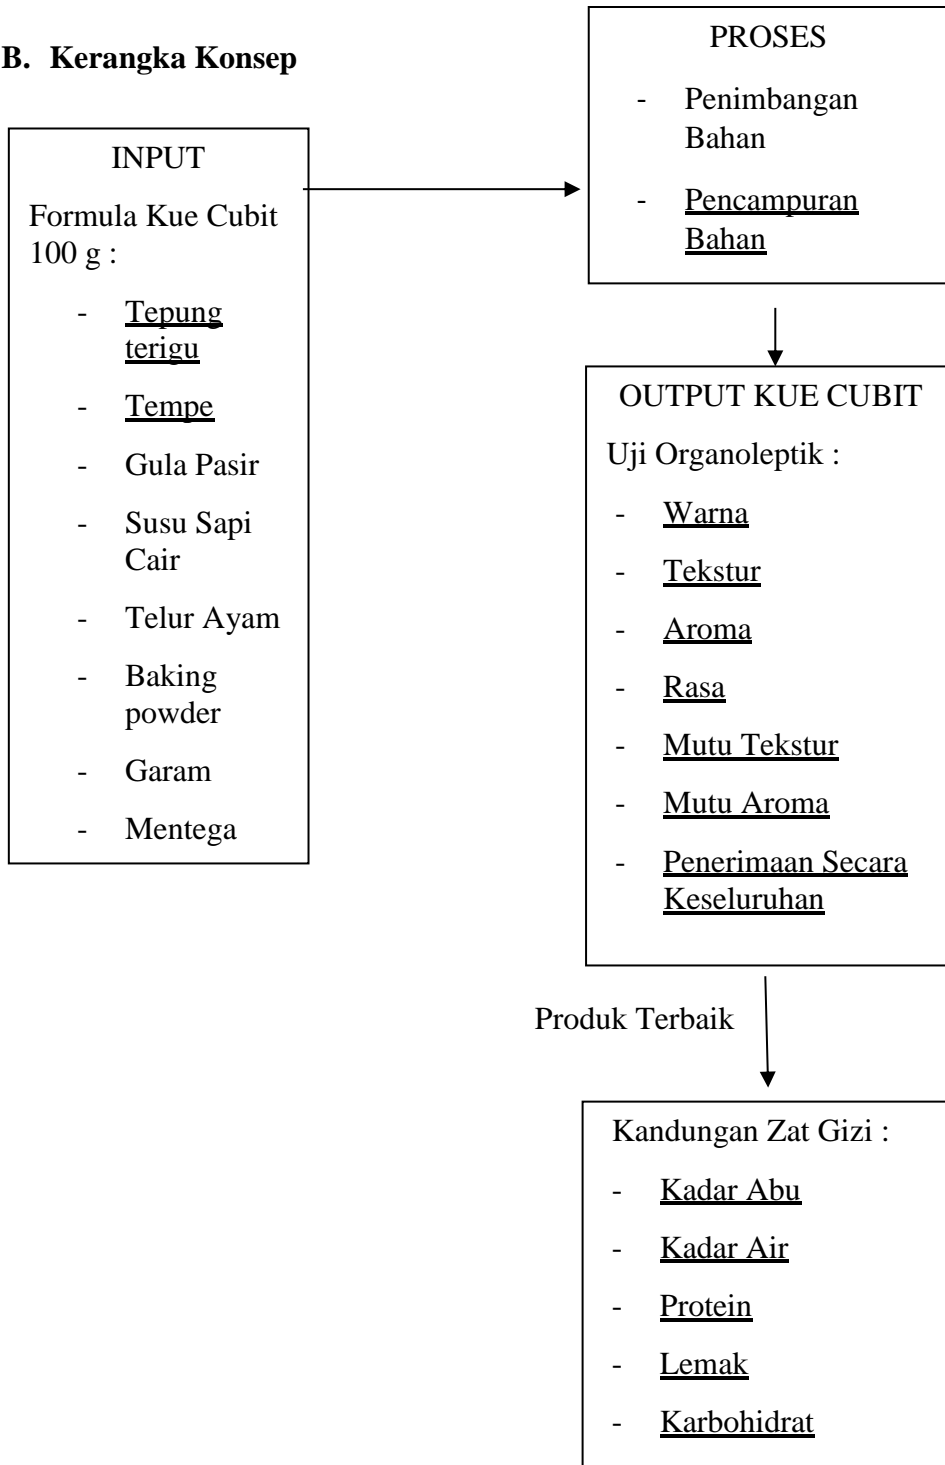 B. Kerangka Konsep
INPUT
Formula Kue Cubit
100 g :
- Tepung
terigu
- Tempe
- Gula Pasir
- Susu Sapi
Cair
- Telur Ayam
- Baking
powder
- Garam
- Mentega
PROSES
- Penimbangan
Bahan
- Pencampuran
Bahan
OUTPUT KUE CUBIT
Uji Organoleptik :
- Warna
- Tekstur
- Aroma
- Rasa
- Mutu Tekstur
- Mutu Aroma
- Penerimaan Secara
Keseluruhan
Produk Terbaik
Kandungan Zat Gizi :
- Kadar Abu
- Kadar Air
- Protein
- Lemak
- Karbohidrat